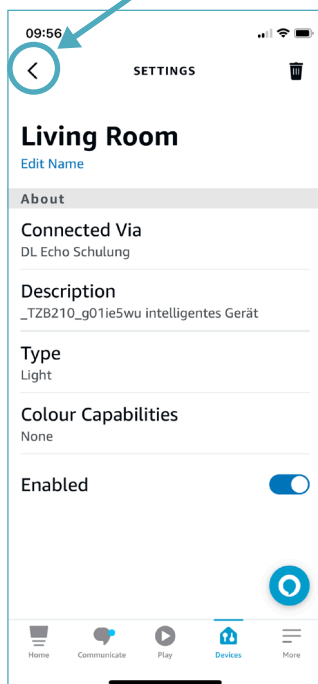 09:56
SETTINGS
Living Room
Edit Name
About
Connected Via
DL Echo Schulung
Description
_TZB210_g01ie5wu intelligentes Gerät
Type
Light
Colour Capabilities
None
Enabled
Home Communicate Play Devices More